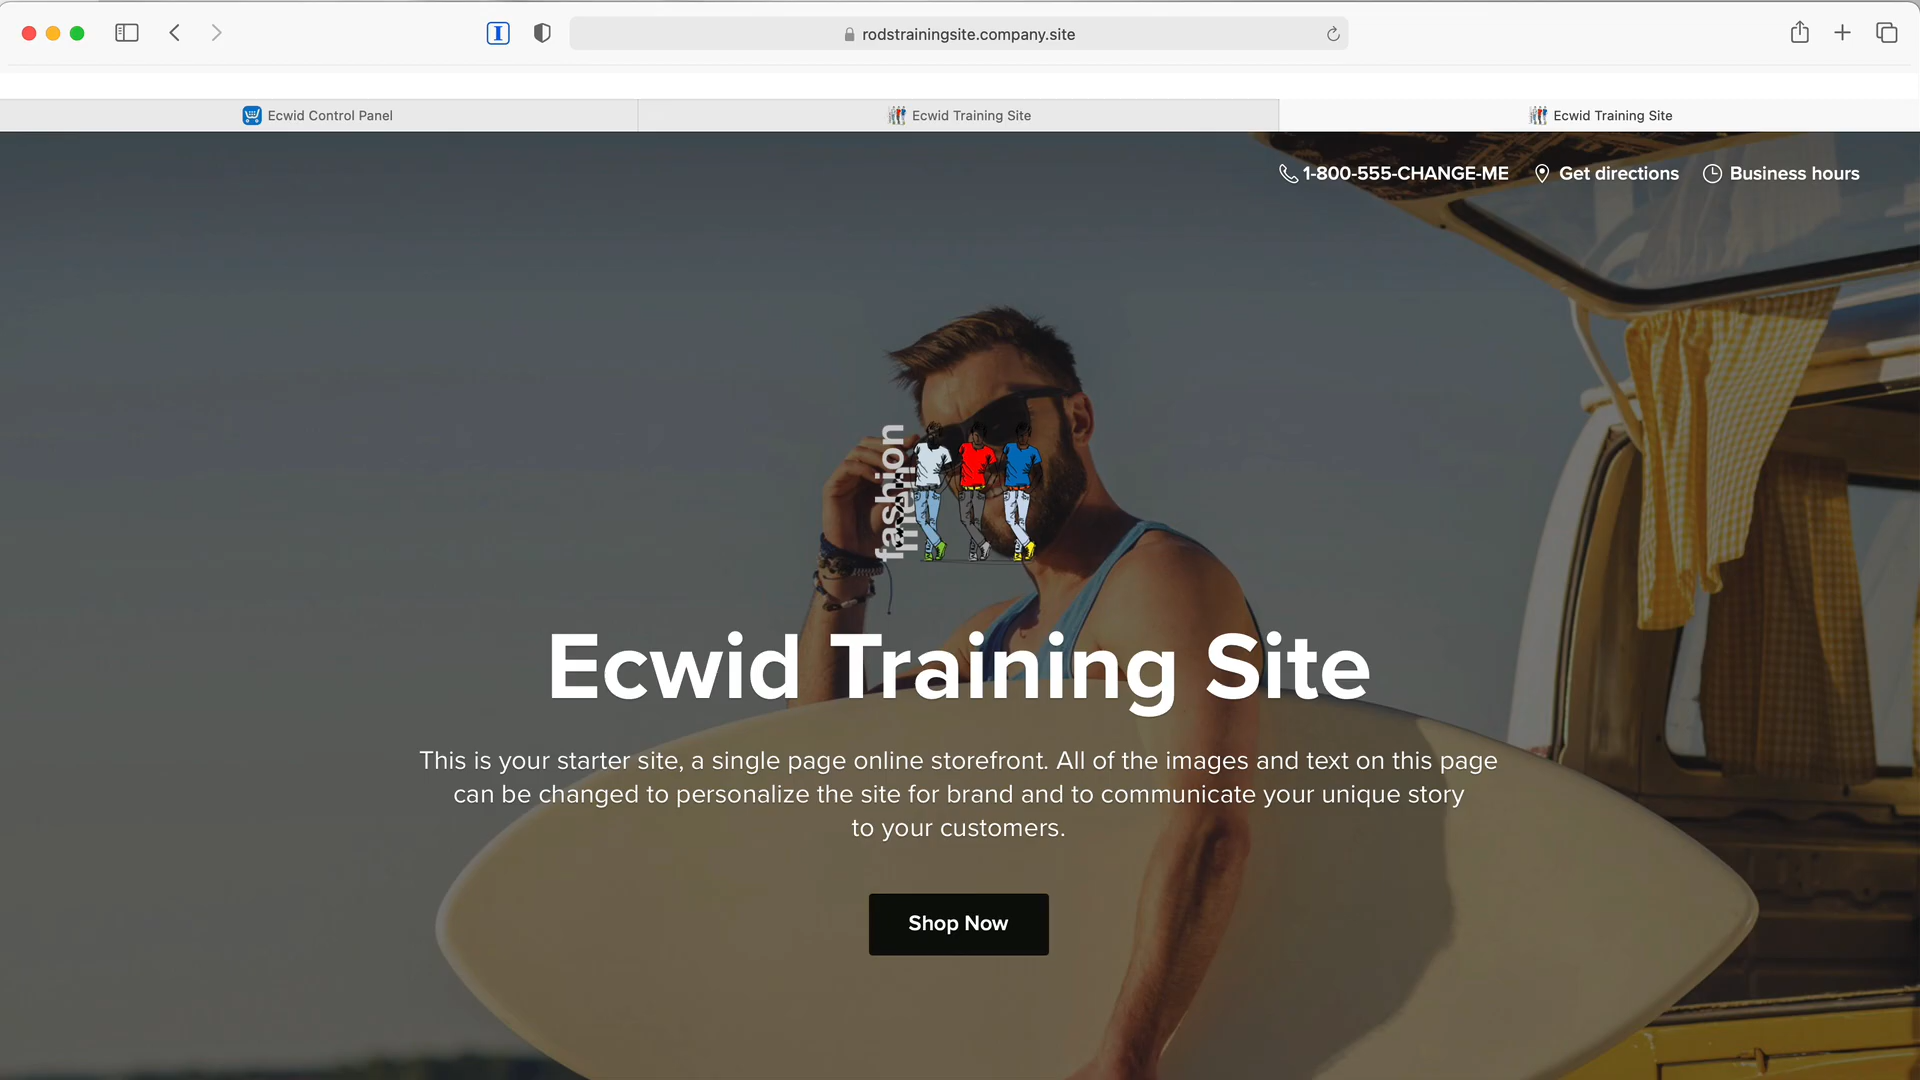 rodstrainingsite.company.site
Ecwid Control Panel
Ecwid Training Site
Ecwid Training Site
1-800-555-CHANGE-ME
Get directions
Business hours
fashion
Ecwid Training Site
This is your starter site, a single page online storefront. All of the images and text on this page
can be changed to personalize the site for brand and to communicate your unique story
to your customers.
Shop Now